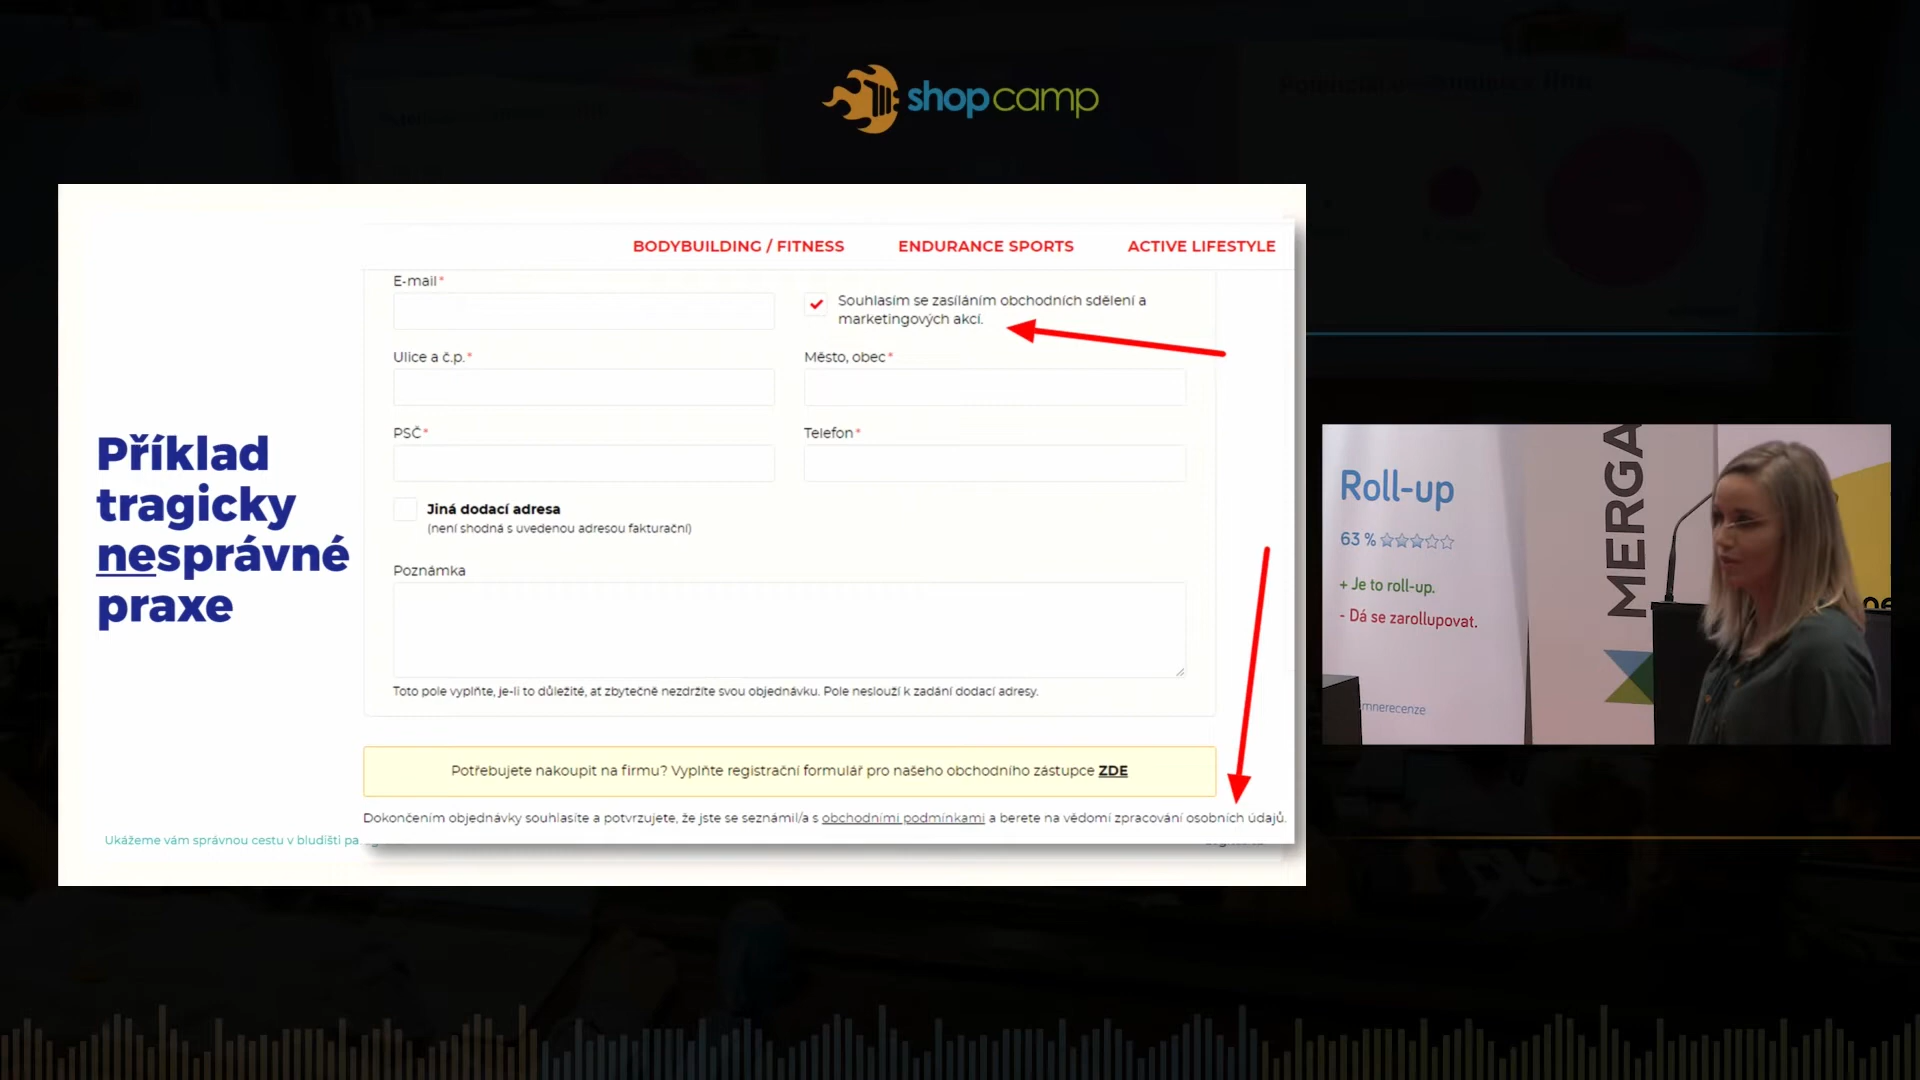 shopcamp
BODYBUILDING / FITNESS ENDURANCE SPORTS ACTIVE LIFESTYLE
E-mail*
Souhlasím se zasíláním obchodních sdělení a
marketingových akcí.
Ulice a č.p.*
Město, obec*
PSČ*
Telefon*
Jiná dodací adresa
(není shodná s uvedenou adresou fakturační)
Poznámka
Toto pole vyplňte, je-li to důležité, ať zbytečně nezdržíte svou objednávku. Pole neslouží k zadání dodací adresy.
Potřebujete nakoupit na firmu? Vyplňte registrační formulář pro našeho obchodního zástupce ZDE
Dokončením objednávky souhlasíte a potvrzujete, že jste se seznámil/a s obchodními podmínkami a berete na vědomí zpracování osobních údajů.
Příklad
tragicky
nesprávné
praxe
Ukážeme vám správnou cestu v bludišti pa
Roll-up
63 %
+ Je to roll-up.
- Dá se zarollupovat.
mnerecenze
MERGA
ne